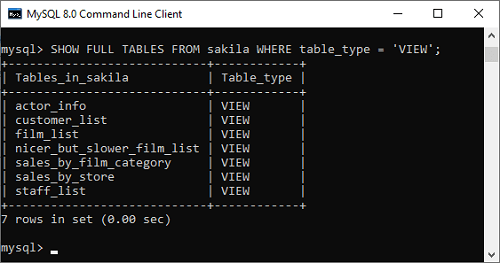 MySQL 8.0 Command Line Client
mysql> SHOW FULL TABLES FROM sakila WHERE table_type = 'VIEW';
+----------------------------+------------+
| Tables_in_sakila           | Table_type |
+----------------------------+------------+
| actor_info                 | VIEW       |
| customer_list              | VIEW       |
| film_list                  | VIEW       |
| nicer_but_slower_film_list | VIEW       |
| sales_by_film_category     | VIEW       |
| sales_by_store             | VIEW       |
| staff_list                 | VIEW       |
+----------------------------+------------+
7 rows in set (0.00 sec)
mysql> _